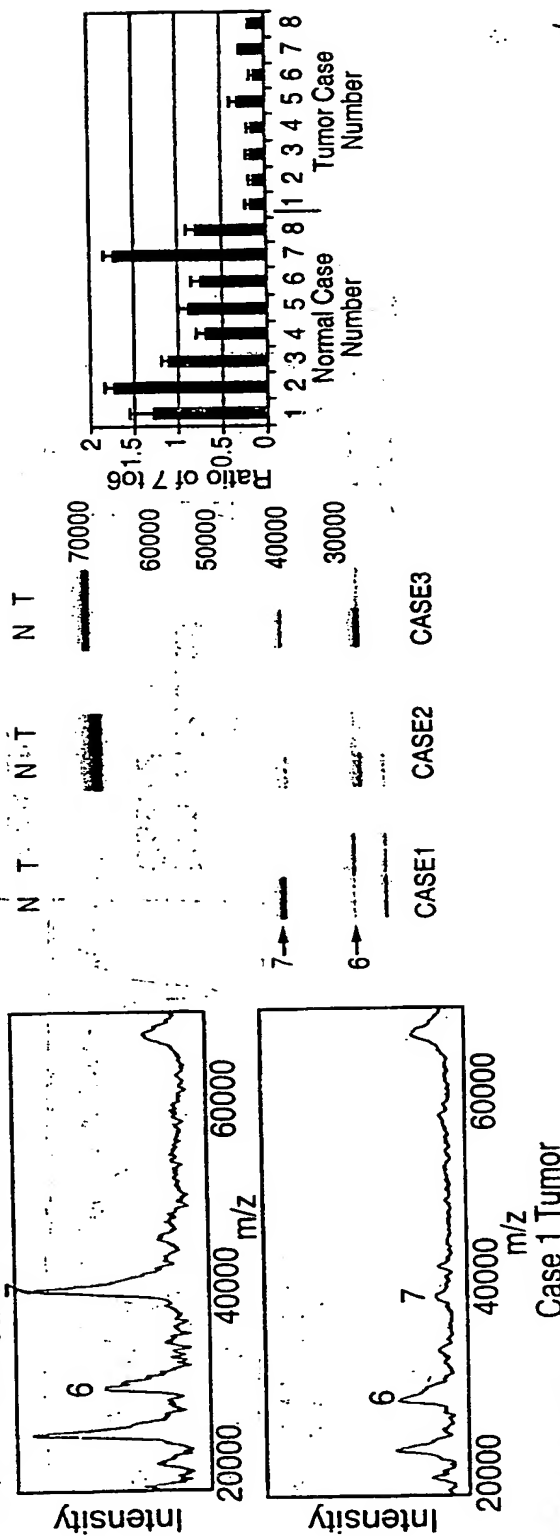 Intensity
7
6
20000 40000 60000
m/z
Intensity
6
7
20000 40000 60000
m/z
Case 1 Tumor
N T N T N T
70000
60000
50000
7→ 40000
6→ 30000
CASE1 CASE2 CASE3
Ratio of 7 to6
2
1.5
1
0.5
0
1 2 3 4 5 6 7 8 1 2 3 4 5 6 7 8
Normal Case Tumor Case
Number Number